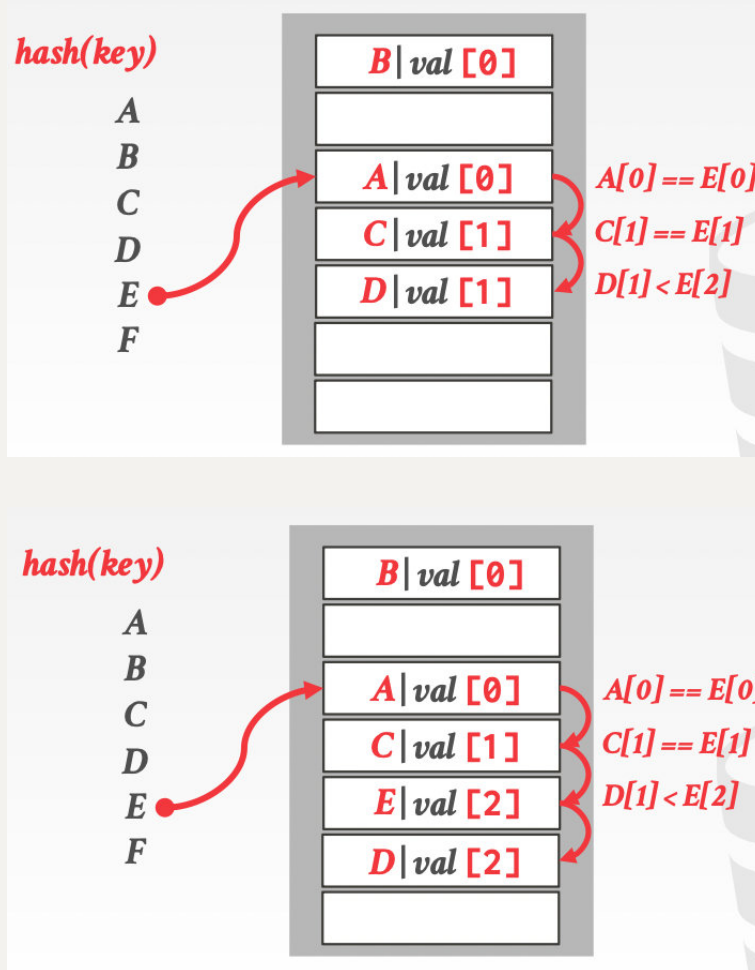 hash(key)
A
B
C
D
E
F
B|val [0]
A|val [0]
C|val [1]
D|val [1]
A[0] == E[0]
C[1] == E[1]
D[1] < E[2]
hash(key)
A
B
C
D
E
F
B|val [0]
A|val [0]
C|val [1]
E|val [2]
D|val [2]
A[0] == E[0]
C[1] == E[1]
D[1] < E[2]